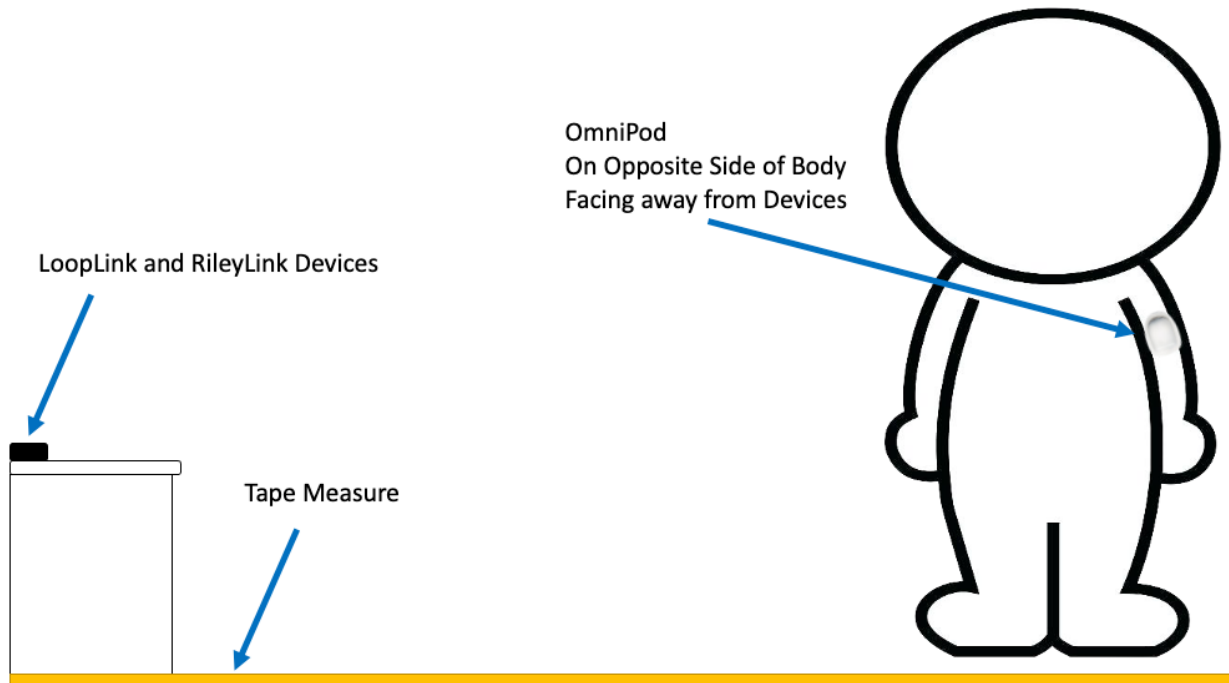 OmniPod
On Opposite Side of Body
Facing away from Devices
LoopLink and RileyLink Devices
Tape Measure